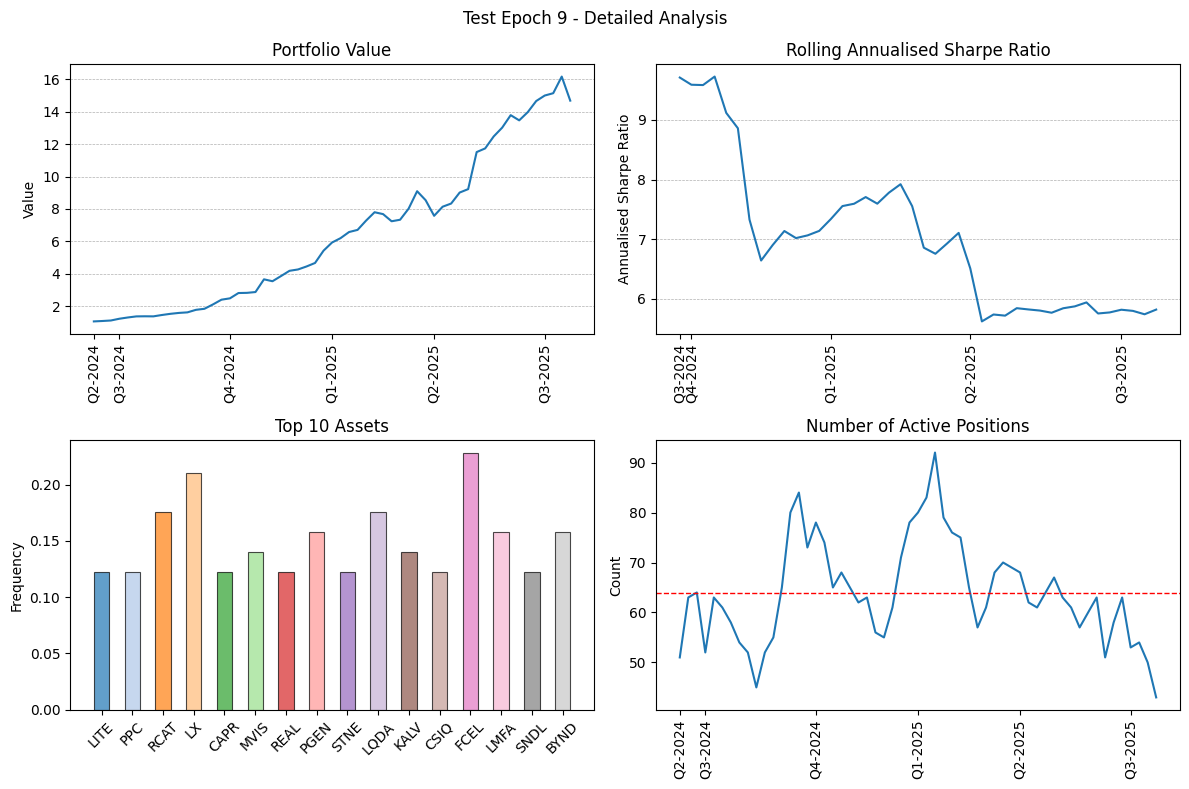 Test Epoch 9 - Detailed Analysis
Portfolio Value
Value
16
14
12
10
8
6
4
2
Q2-2024
Q3-2024
Q4-2024
Q1-2025
Q2-2025
Q3-2025
Rolling Annualised Sharpe Ratio
Annualised Sharpe Ratio
9
8
7
6
Q3-2024
Q4-2024
Q1-2025
Q2-2025
Q3-2025
Top 10 Assets
Frequency
0.20
0.15
0.10
0.05
0.00
LITE
PPC
RCAT
LX
CAPR
MVIS
REAL
PGEN
STNE
LQDA
KALV
CSIQ
FCEL
LMFA
SNDL
BYND
Number of Active Positions
Count
90
80
70
60
50
Q2-2024
Q3-2024
Q4-2024
Q1-2025
Q2-2025
Q3-2025